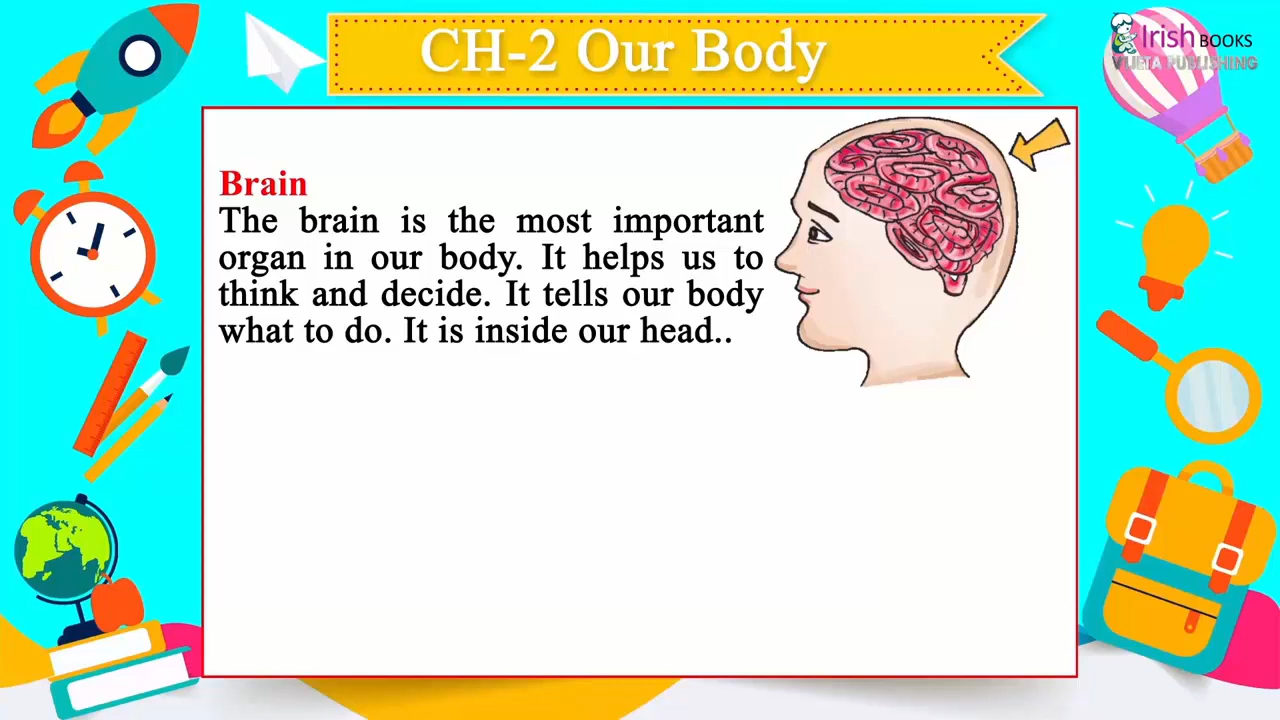 CH-2 Our Body
Irish BOOKS
Brain
The brain is the most important
organ in our body. It helps us to
think and decide. It tells our body
what to do. It is inside our head..